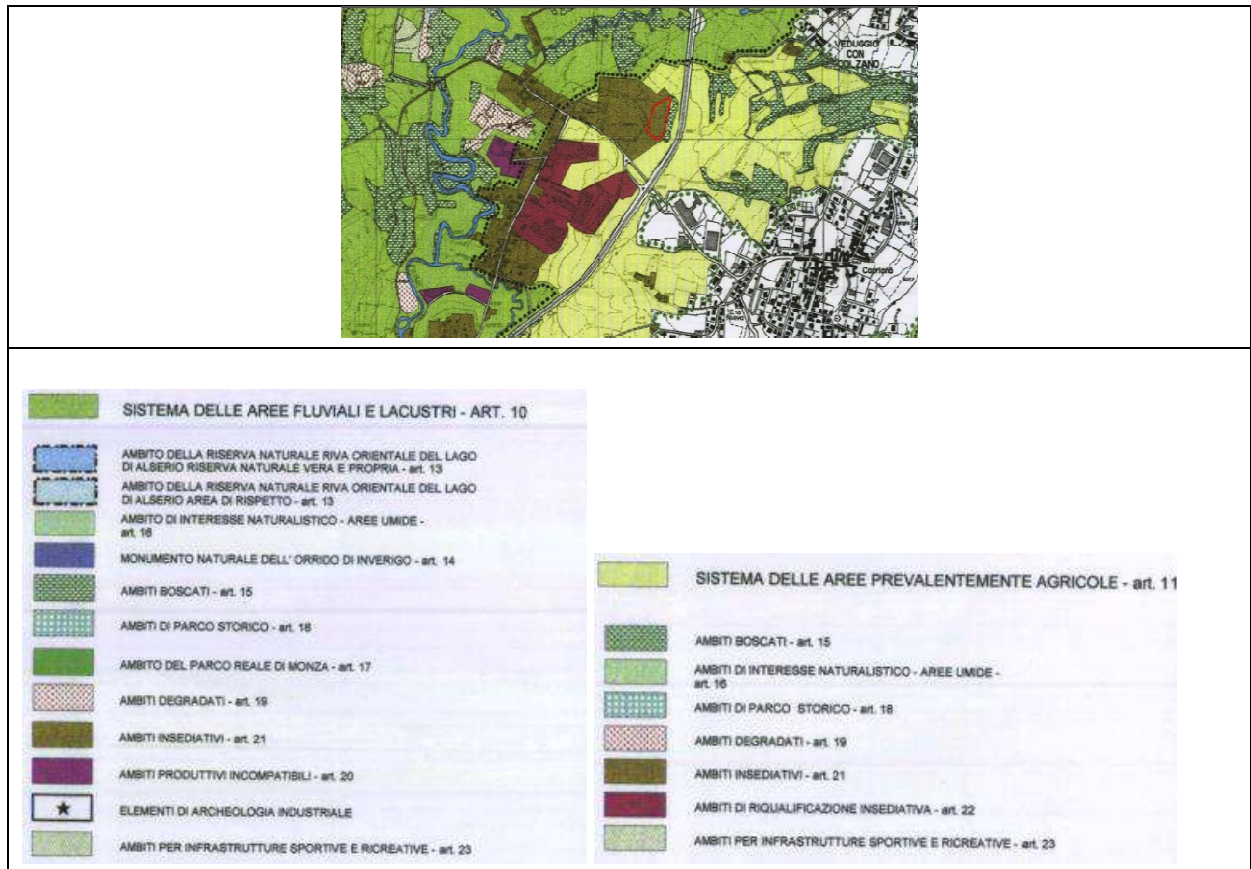 VEDUGGIO
CON
COLZANO
SISTEMA DELLE AREE FLUVIALI E LACUSTRI - ART. 10
AMBITO DELLA RISERVA NATURALE RIVA ORIENTALE DEL LAGO
DI ALSERIO RISERVA NATURALE VERA E PROPRIA - art. 13
AMBITO DELLA RISERVA NATURALE RIVA ORIENTALE DEL LAGO
DI ALSERIO AREA DI RISPETTO - art. 13
AMBITO DI INTERESSE NATURALISTICO - AREE UMIDE -
art. 16
MONUMENTO NATURALE DELL' ORRIDO DI INVERIGO - art. 14
AMBITI BOSCATI - art. 15
AMBITI DI PARCO STORICO - art. 18
AMBITO DEL PARCO REALE DI MONZA - art. 17
AMBITI DEGRADATI - art. 19
AMBITI INSEDIATIVI - art. 21
AMBITI PRODUTTIVI INCOMPATIBILI - art. 20
ELEMENTI DI ARCHEOLOGIA INDUSTRIALE
AMBITI PER INFRASTRUTTURE SPORTIVE E RICREATIVE - art. 23
SISTEMA DELLE AREE PREVALENTEMENTE AGRICOLE - art. 11
AMBITI BOSCATI - art. 15
AMBITI DI INTERESSE NATURALISTICO - AREE UMIDE -
art. 16
AMBITI DI PARCO STORICO - art. 18
AMBITI DEGRADATI - art. 19
AMBITI INSEDIATIVI - art. 21
AMBITI DI RIQUALIFICAZIONE INSEDIATIVA - art. 22
AMBITI PER INFRASTRUTTURE SPORTIVE E RICREATIVE - art. 23